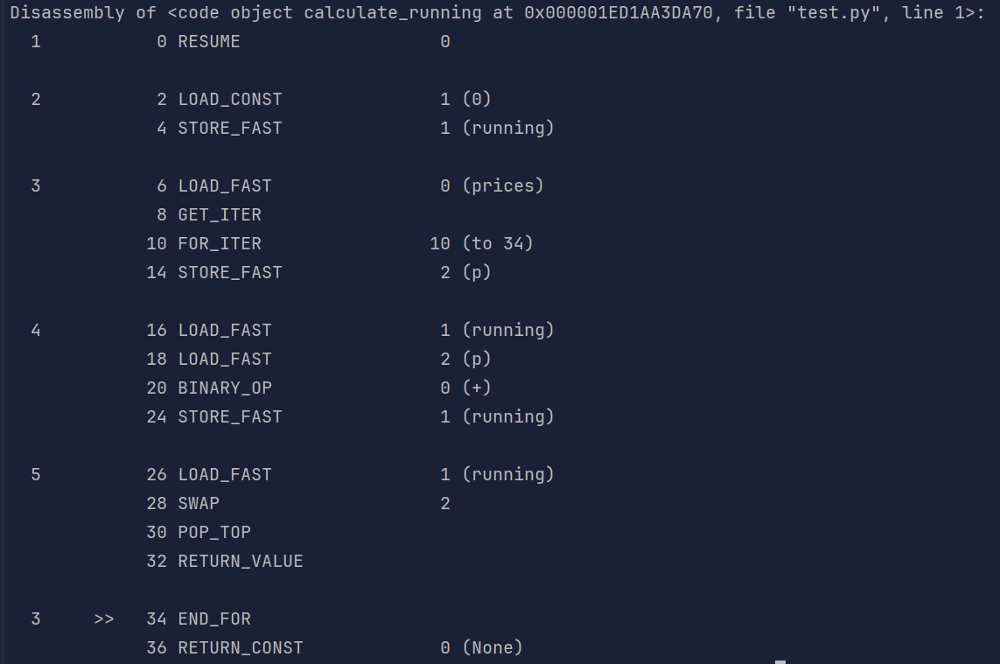 Disassembly of <code object calculate_running at 0x000001ED1AA3DA70, file "test.py", line 1>:
  1           0 RESUME                   0

  2           2 LOAD_CONST               1 (0)
              4 STORE_FAST               1 (running)

  3           6 LOAD_FAST                0 (prices)
              8 GET_ITER
             10 FOR_ITER                10 (to 34)
             14 STORE_FAST               2 (p)

  4          16 LOAD_FAST                1 (running)
             18 LOAD_FAST                2 (p)
             20 BINARY_OP                0 (+)
             24 STORE_FAST               1 (running)

  5          26 LOAD_FAST                1 (running)
             28 SWAP                     2
             30 POP_TOP
             32 RETURN_VALUE

  3     >>   34 END_FOR
             36 RETURN_CONST             0 (None)